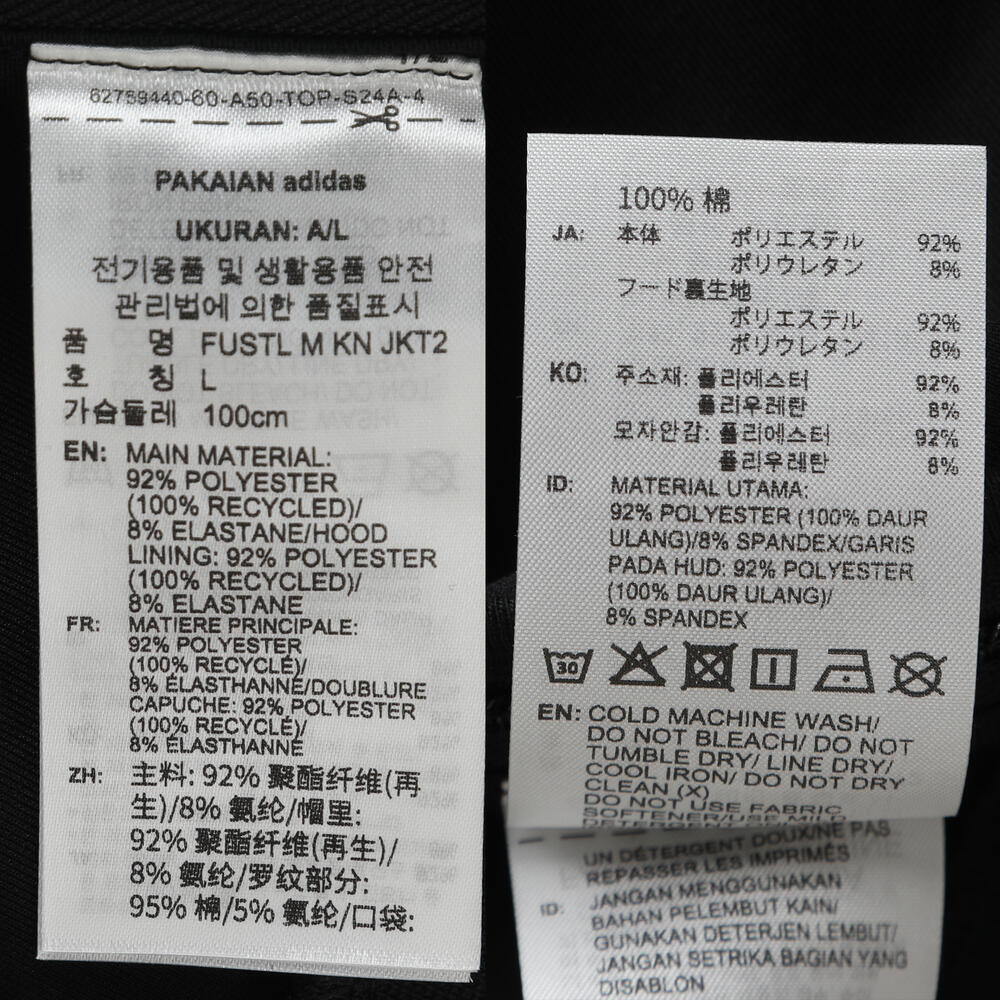 62759440-60-A50-TOP-S24A-4
PAKAIAN adidas
UKURAN: A/L
전기용품 및 생활용품 안전
관리법에 의한 품질표시
품 명 FUSTL M KN JKT2
호 칭 L
가슴둘레 100cm
EN: MAIN MATERIAL:
92% POLYESTER
(100% RECYCLED)/
8% ELASTANE/HOOD
LINING: 92% POLYESTER
(100% RECYCLED)/
8% ELASTANE
FR: MATIERE PRINCIPALE:
92% POLYESTER
(100% RECYCLÉ)/
8% ÉLASTHANNE/DOUBLURE
CAPUCHE: 92% POLYESTER
(100% RECYCLÉ)/
8% ÉLASTHANNE
ZH: 主料: 92% 聚酯纤维(再
生)/8% 氨纶/帽里:
92% 聚酯纤维(再生)/
8% 氨纶/罗纹部分:
95% 棉/5% 氨纶/口袋:
100% 棉
JA: 本体 ポリエステル 92%
ポリウレタン 8%
フード裏生地
ポリエステル 92%
ポリウレタン 8%
KO: 주소재: 폴리에스터 92%
폴리우레탄 8%
모자안감: 폴리에스터 92%
폴리우레탄 8%
ID: MATERIAL UTAMA:
92% POLYESTER (100% DAUR
ULANG)/8% SPANDEX/GARIS
PADA HUD: 92% POLYESTER
(100% DAUR ULANG)/
8% SPANDEX
30
EN: COLD MACHINE WASH/
DO NOT BLEACH/ DO NOT
TUMBLE DRY/ LINE DRY/
COOL IRON/ DO NOT DRY
CLEAN (X)
DO NOT USE FABRIC
SOFTENER/USE MILD
UN DÉTERGENT DOUX/NE PAS
REPASSER LES IMPRIMÉS
ID: JANGAN MENGGUNAKAN
BAHAN PELEMBUT KAIN/
GUNAKAN DETERJEN LEMBUT/
JANGAN SETRIKA BAGIAN YANG
DISABLON